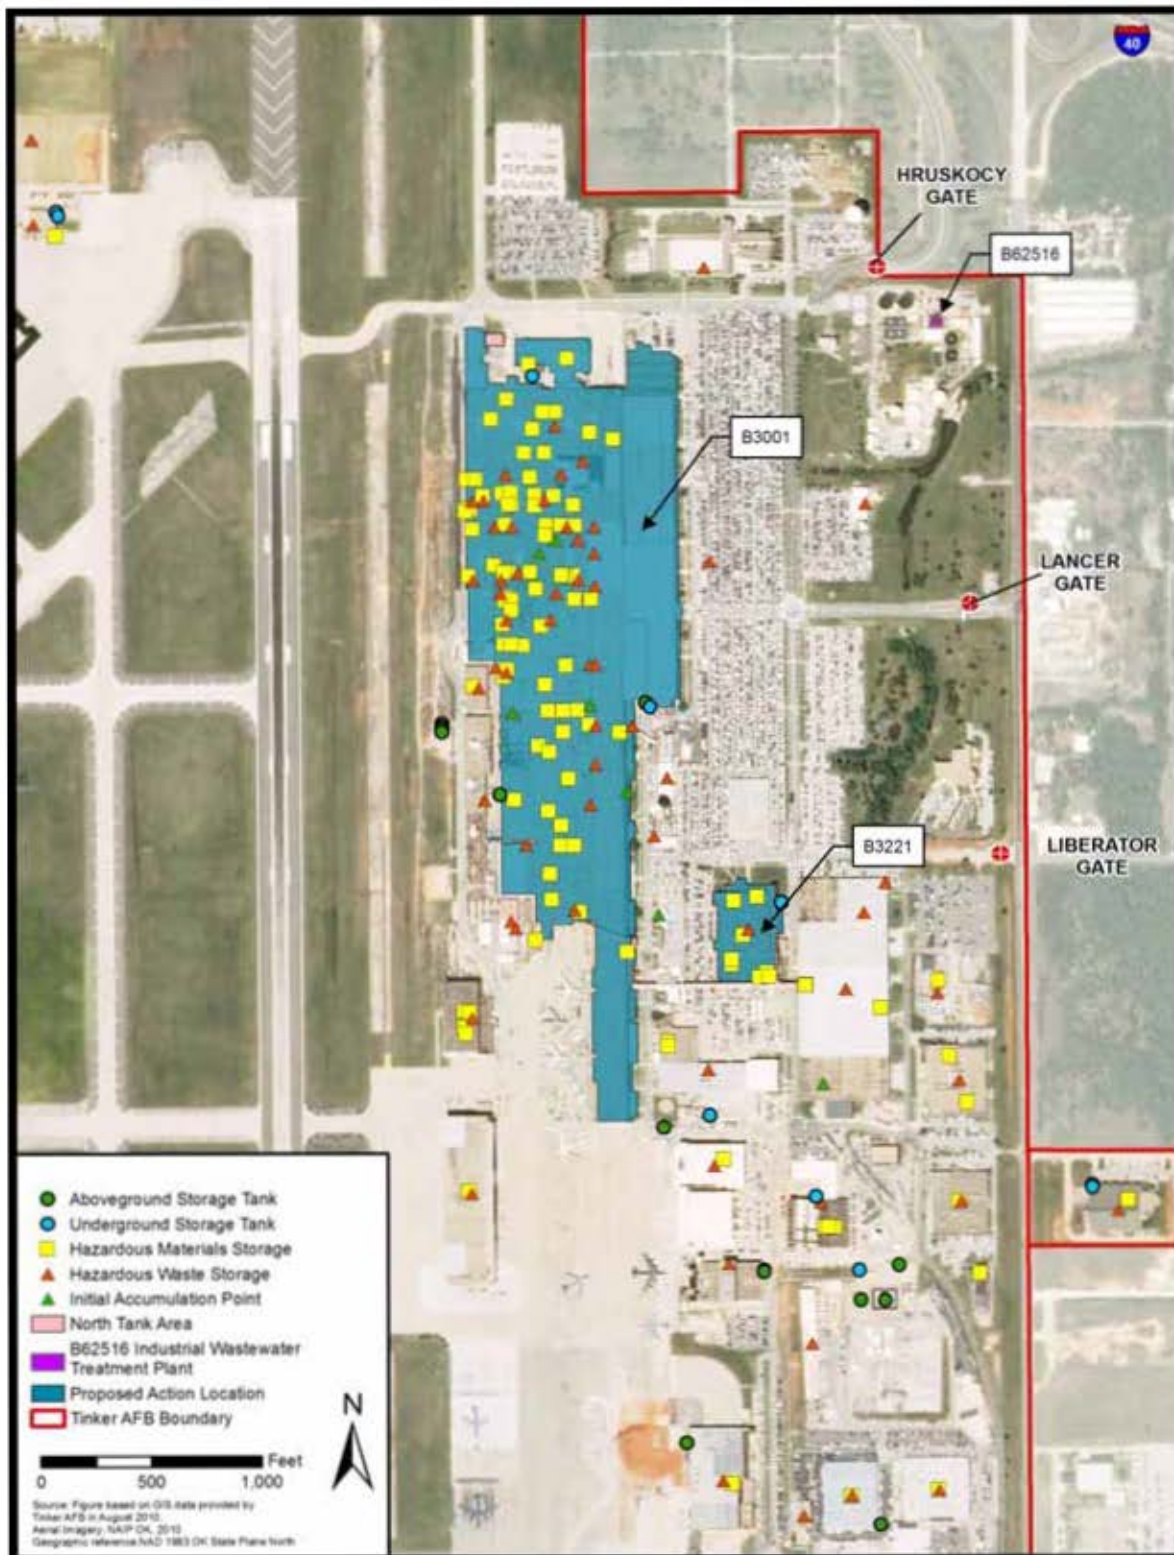 40
HRUSKOCY
GATE
B62516
B3001
LANCER
GATE
B3221
LIBERATOR
GATE
Aboveground Storage Tank
Underground Storage Tank
Hazardous Materials Storage
Hazardous Waste Storage
Initial Accumulation Point
North Tank Area
B62516 Industrial Wastewater
Treatment Plant
Proposed Action Location
Tinker AFB Boundary
N
Feet
0 500 1,000
Source: Figure based on GIS data provided by
Tinker AFB in August 2010.
Aerial Imagery: NAIP OK, 2010
Geographic reference:NAD 1983 OK State Plane North